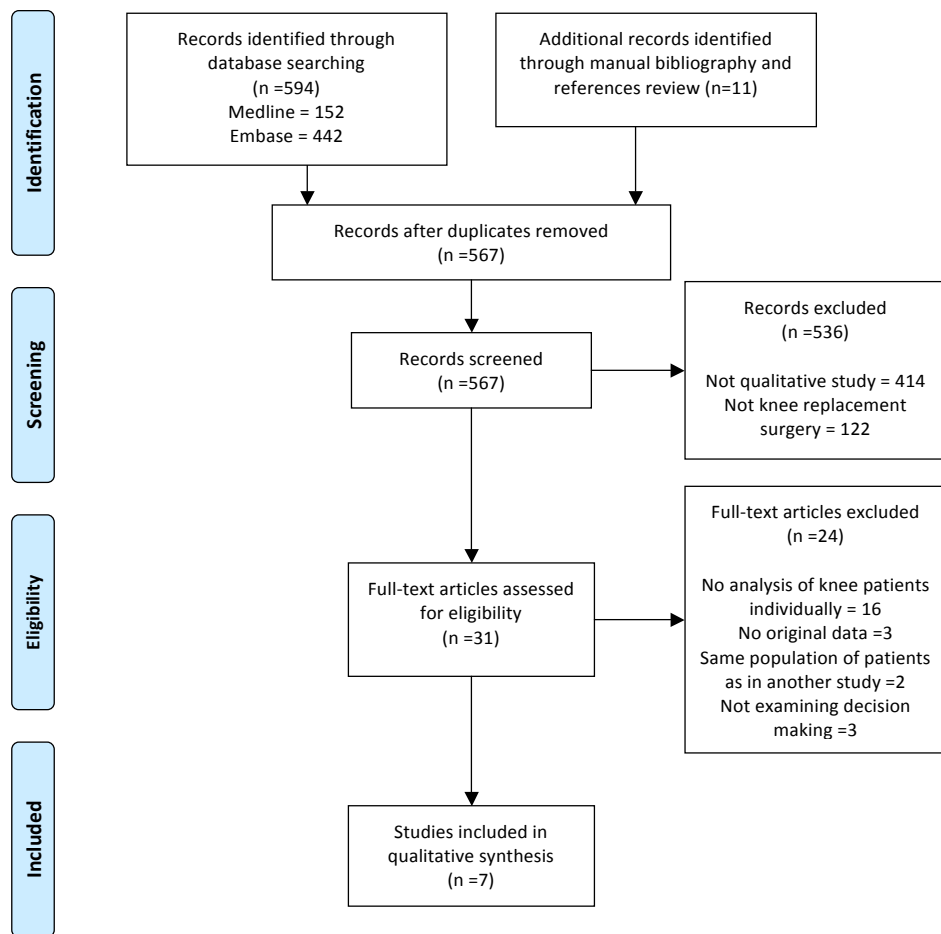 Identification
Records identified through
database searching
(n =594)
Medline = 152
Embase = 442
Additional records identified
through manual bibliography and
references review (n=11)
Records after duplicates removed
(n =567)
Screening
Records screened
(n =567)
Records excluded
(n =536)
Not qualitative study = 414
Not knee replacement
surgery = 122
Eligibility
Full-text articles assessed
for eligibility
(n =31)
Full-text articles excluded
(n =24)
No analysis of knee patients
individually = 16
No original data =3
Same population of patients
as in another study =2
Not examining decision
making =3
Included
Studies included in
qualitative synthesis
(n =7)